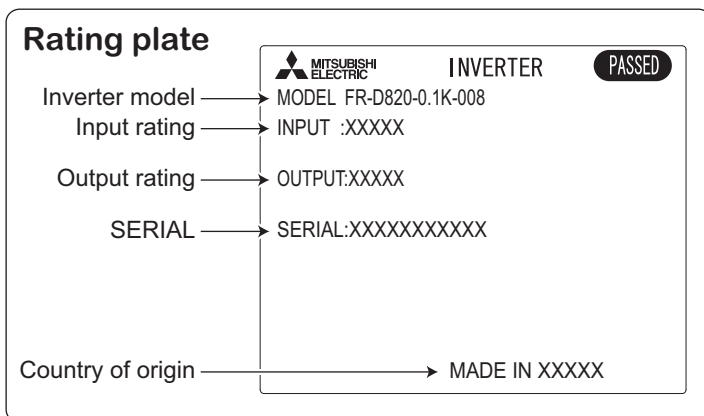 Rating plate
MITSUBISHI
ELECTRIC
INVERTER
PASSED
Inverter model
MODEL FR-D820-0.1K-008
Input rating
INPUT :XXXXX
Output rating
OUTPUT:XXXXX
SERIAL
SERIAL:XXXXXXXXXXX
Country of origin
MADE IN XXXXX